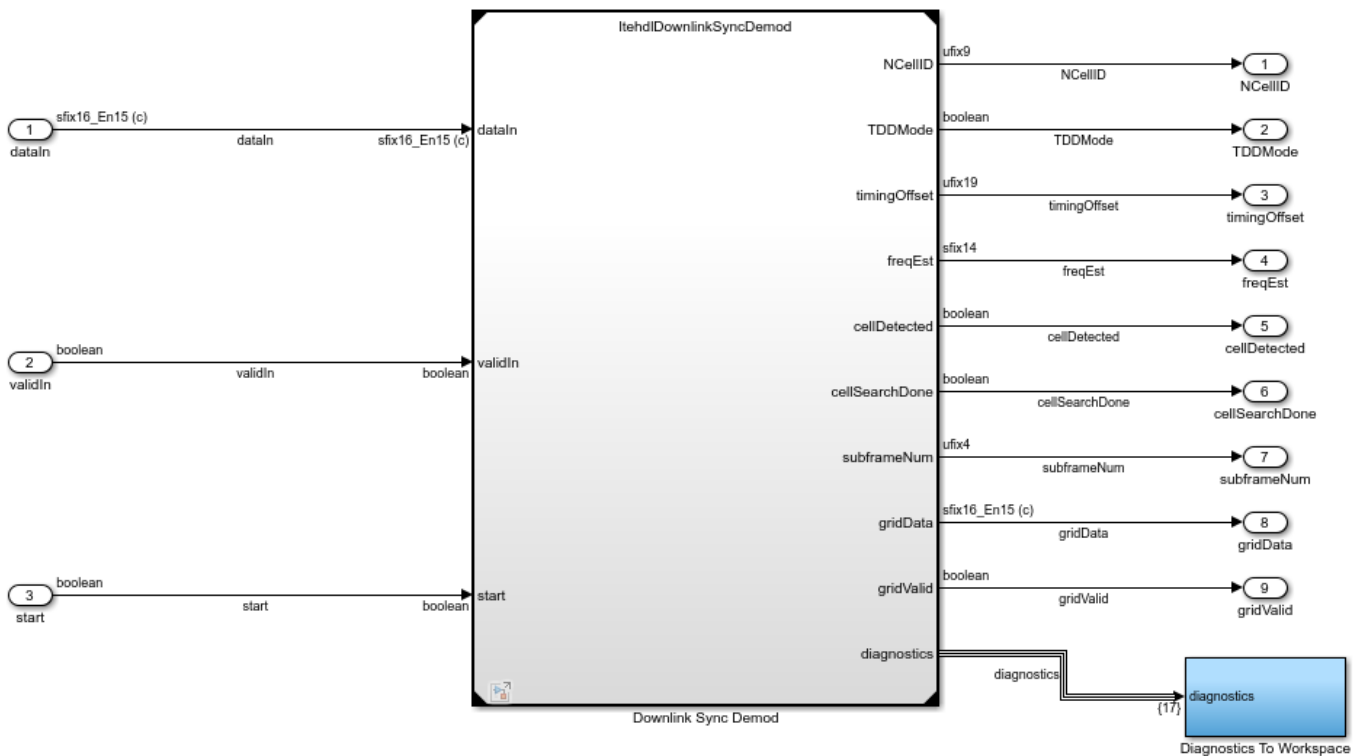 ltehdlDownlinkSyncDemod
sfix16_En15 (c)
1
dataIn
dataIn
sfix16_En15 (c)
dataIn
boolean
2
validIn
validIn
boolean
validIn
boolean
3
start
start
boolean
start
NCellID
ufix9
NCellID
1
NCellID
TDDMode
boolean
TDDMode
2
TDDMode
timingOffset
ufix19
timingOffset
3
timingOffset
freqEst
sfix14
freqEst
4
freqEst
cellDetected
boolean
cellDetected
5
cellDetected
cellSearchDone
boolean
cellSearchDone
6
cellSearchDone
subframeNum
ufix4
subframeNum
7
subframeNum
gridData
sfix16_En15 (c)
gridData
8
gridData
gridValid
boolean
gridValid
9
gridValid
diagnostics
diagnostics
{17}
diagnostics
Downlink Sync Demod
Diagnostics To Workspace